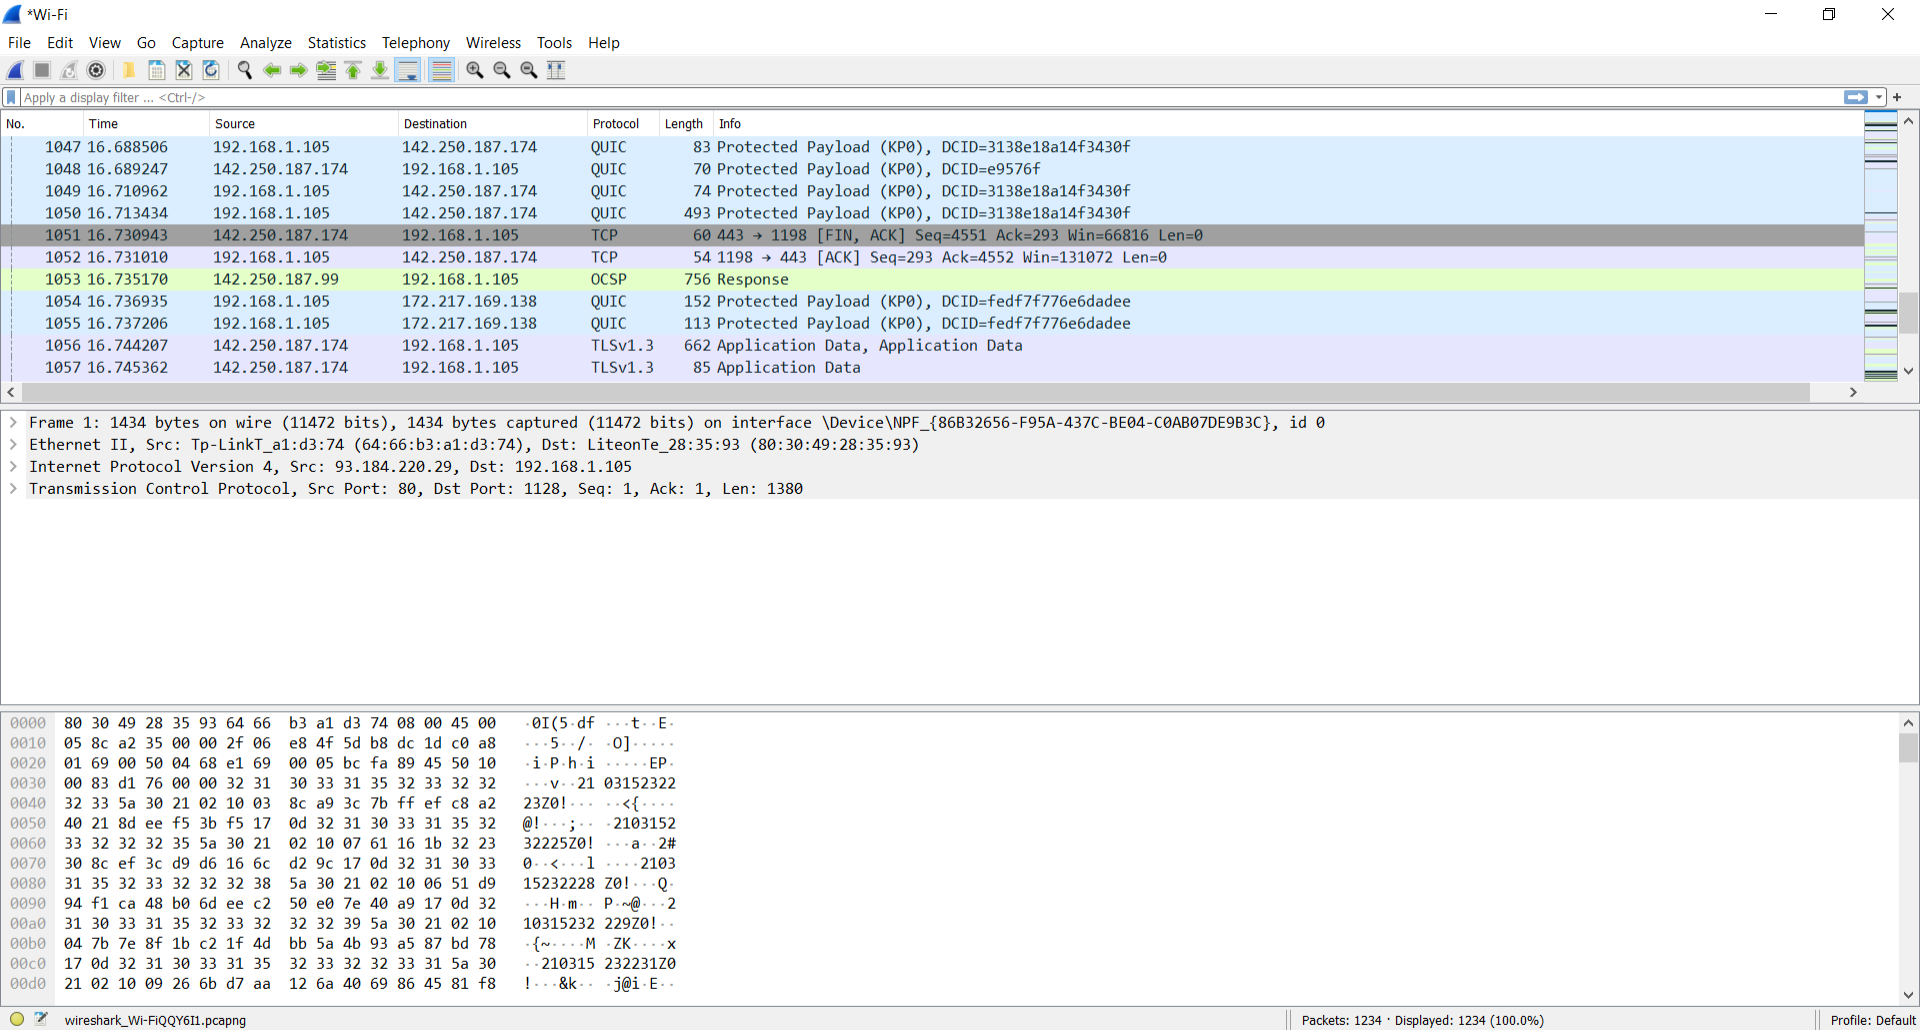 *Wi-Fi
File Edit View Go Capture Analyze Statistics Telephony Wireless Tools Help
Apply a display filter ... <Ctrl-/>
No. Time Source Destination Protocol Length Info
1047 16.688506 192.168.1.105 142.250.187.174 QUIC 83 Protected Payload (KP0), DCID=3138e18a14f3430f
1048 16.689247 142.250.187.174 192.168.1.105 QUIC 70 Protected Payload (KP0), DCID=e9576f
1049 16.710962 192.168.1.105 142.250.187.174 QUIC 74 Protected Payload (KP0), DCID=3138e18a14f3430f
1050 16.713434 192.168.1.105 142.250.187.174 QUIC 493 Protected Payload (KP0), DCID=3138e18a14f3430f
1051 16.730943 142.250.187.174 192.168.1.105 TCP 60 443 → 1198 [FIN, ACK] Seq=4551 Ack=293 Win=66816 Len=0
1052 16.731010 192.168.1.105 142.250.187.174 TCP 54 1198 → 443 [ACK] Seq=293 Ack=4552 Win=131072 Len=0
1053 16.735170 142.250.187.99 192.168.1.105 OCSP 756 Response
1054 16.736935 192.168.1.105 172.217.169.138 QUIC 152 Protected Payload (KP0), DCID=fedf7f776e6dadee
1055 16.737206 192.168.1.105 172.217.169.138 QUIC 113 Protected Payload (KP0), DCID=fedf7f776e6dadee
1056 16.744207 142.250.187.174 192.168.1.105 TLSv1.3 662 Application Data, Application Data
1057 16.745362 142.250.187.174 192.168.1.105 TLSv1.3 85 Application Data
Frame 1: 1434 bytes on wire (11472 bits), 1434 bytes captured (11472 bits) on interface \Device\NPF_{86B32656-F95A-437C-BE04-C0AB07DE9B3C}, id 0
Ethernet II, Src: Tp-LinkT_a1:d3:74 (64:66:b3:a1:d3:74), Dst: LiteonTe_28:35:93 (80:30:49:28:35:93)
Internet Protocol Version 4, Src: 93.184.220.29, Dst: 192.168.1.105
Transmission Control Protocol, Src Port: 80, Dst Port: 1128, Seq: 1, Ack: 1, Len: 1380
0000 80 30 49 28 35 93 64 66 b3 a1 d3 74 08 00 45 00 ·0I(5·df ···t··E·
0010 05 8c a2 35 00 00 2f 06 e8 4f 5d b8 dc 1d c0 a8 ···5··/· ·O]·····
0020 01 69 00 50 04 68 e1 69 00 05 bc fa 89 45 50 10 ·i·P·h·i ·····EP·
0030 00 83 d1 76 00 00 32 31 30 33 31 35 32 33 32 32 ···v··21 03152322
0040 32 33 5a 30 21 02 10 03 8c a9 3c 7b ff ef c8 a2 23Z0!··· ··<{····
0050 40 21 8d ee f5 3b f5 17 0d 32 31 30 33 31 35 32 @!···;·· ·2103152
0060 33 32 32 32 35 5a 30 21 02 10 07 61 16 1b 32 23 32225Z0! ···a··2#
0070 30 8c ef 3c d9 d6 16 6c d2 9c 17 0d 32 31 30 33 0··<···l ····2103
0080 31 35 32 33 32 32 32 38 5a 30 21 02 10 06 51 d9 15232228 Z0!···Q·
0090 94 f1 ca 48 b0 6d ee c2 50 e0 7e 40 a9 17 0d 32 ···H·m·· P·~@···2
00a0 31 30 33 31 35 32 33 32 32 32 39 5a 30 21 02 10 10315232 229Z0!··
00b0 04 7b 7e 8f 1b c2 1f 4d bb 5a 4b 93 a5 87 bd 78 ·{~····M ·ZK····x
00c0 17 0d 32 31 30 33 31 35 32 33 32 32 33 31 5a 30 ··210315 232231Z0
00d0 21 02 10 09 26 6b d7 aa 12 6a 40 69 86 45 81 f8 !···&k·· ·j@i·E··
wireshark_Wi-FiQQY6I1.pcapng Packets: 1234 · Displayed: 1234 (100.0%) Profile: Default